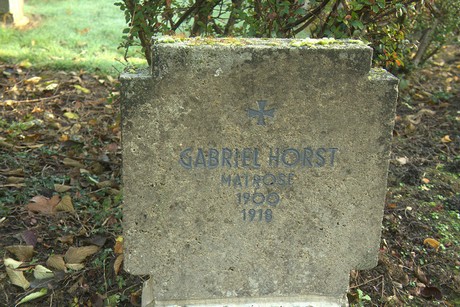 GABRIEL HORST
MATROSE
1900
1918